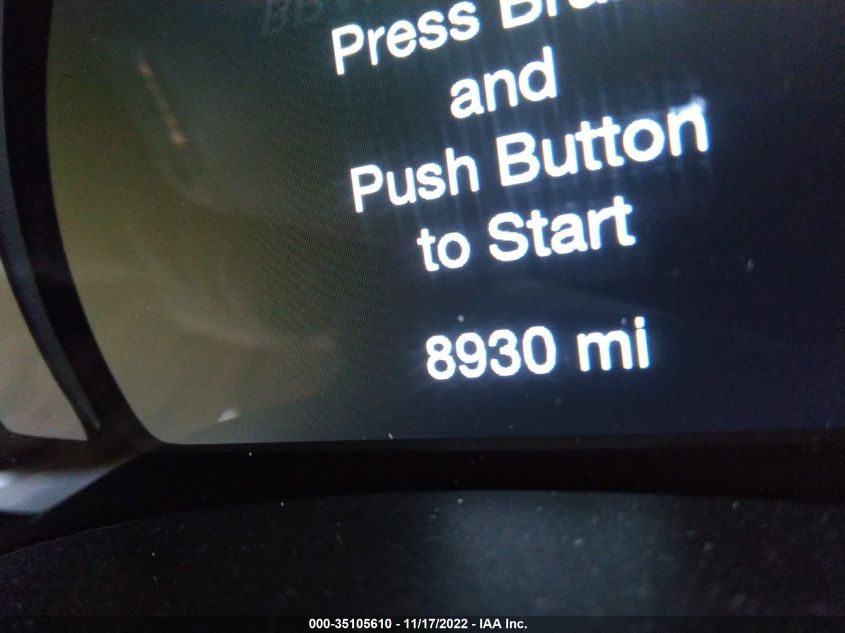 Press
and
Push Button
to Start
8930 mi
000-35105610 - 11/17/2022 - IAA Inc.